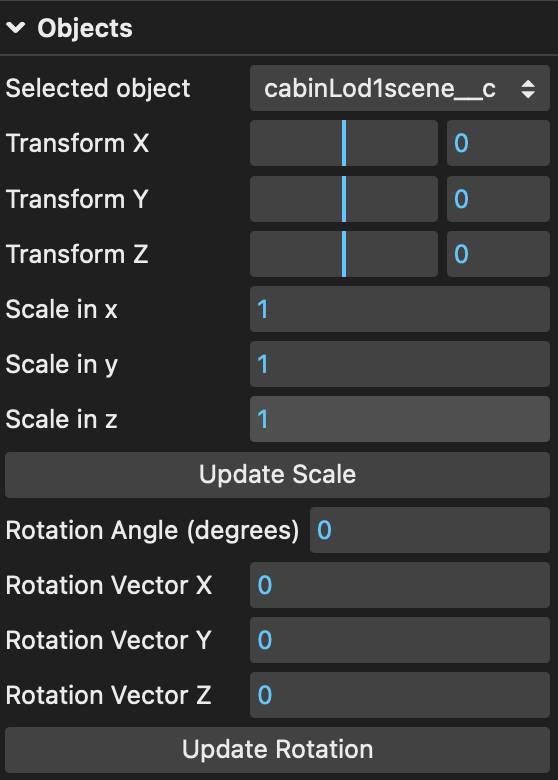 Objects
Selected object cabinLod1scene__c
Transform X 0
Transform Y 0
Transform Z 0
Scale in x 1
Scale in y 1
Scale in z 1
Update Scale
Rotation Angle (degrees) 0
Rotation Vector X 0
Rotation Vector Y 0
Rotation Vector Z 0
Update Rotation